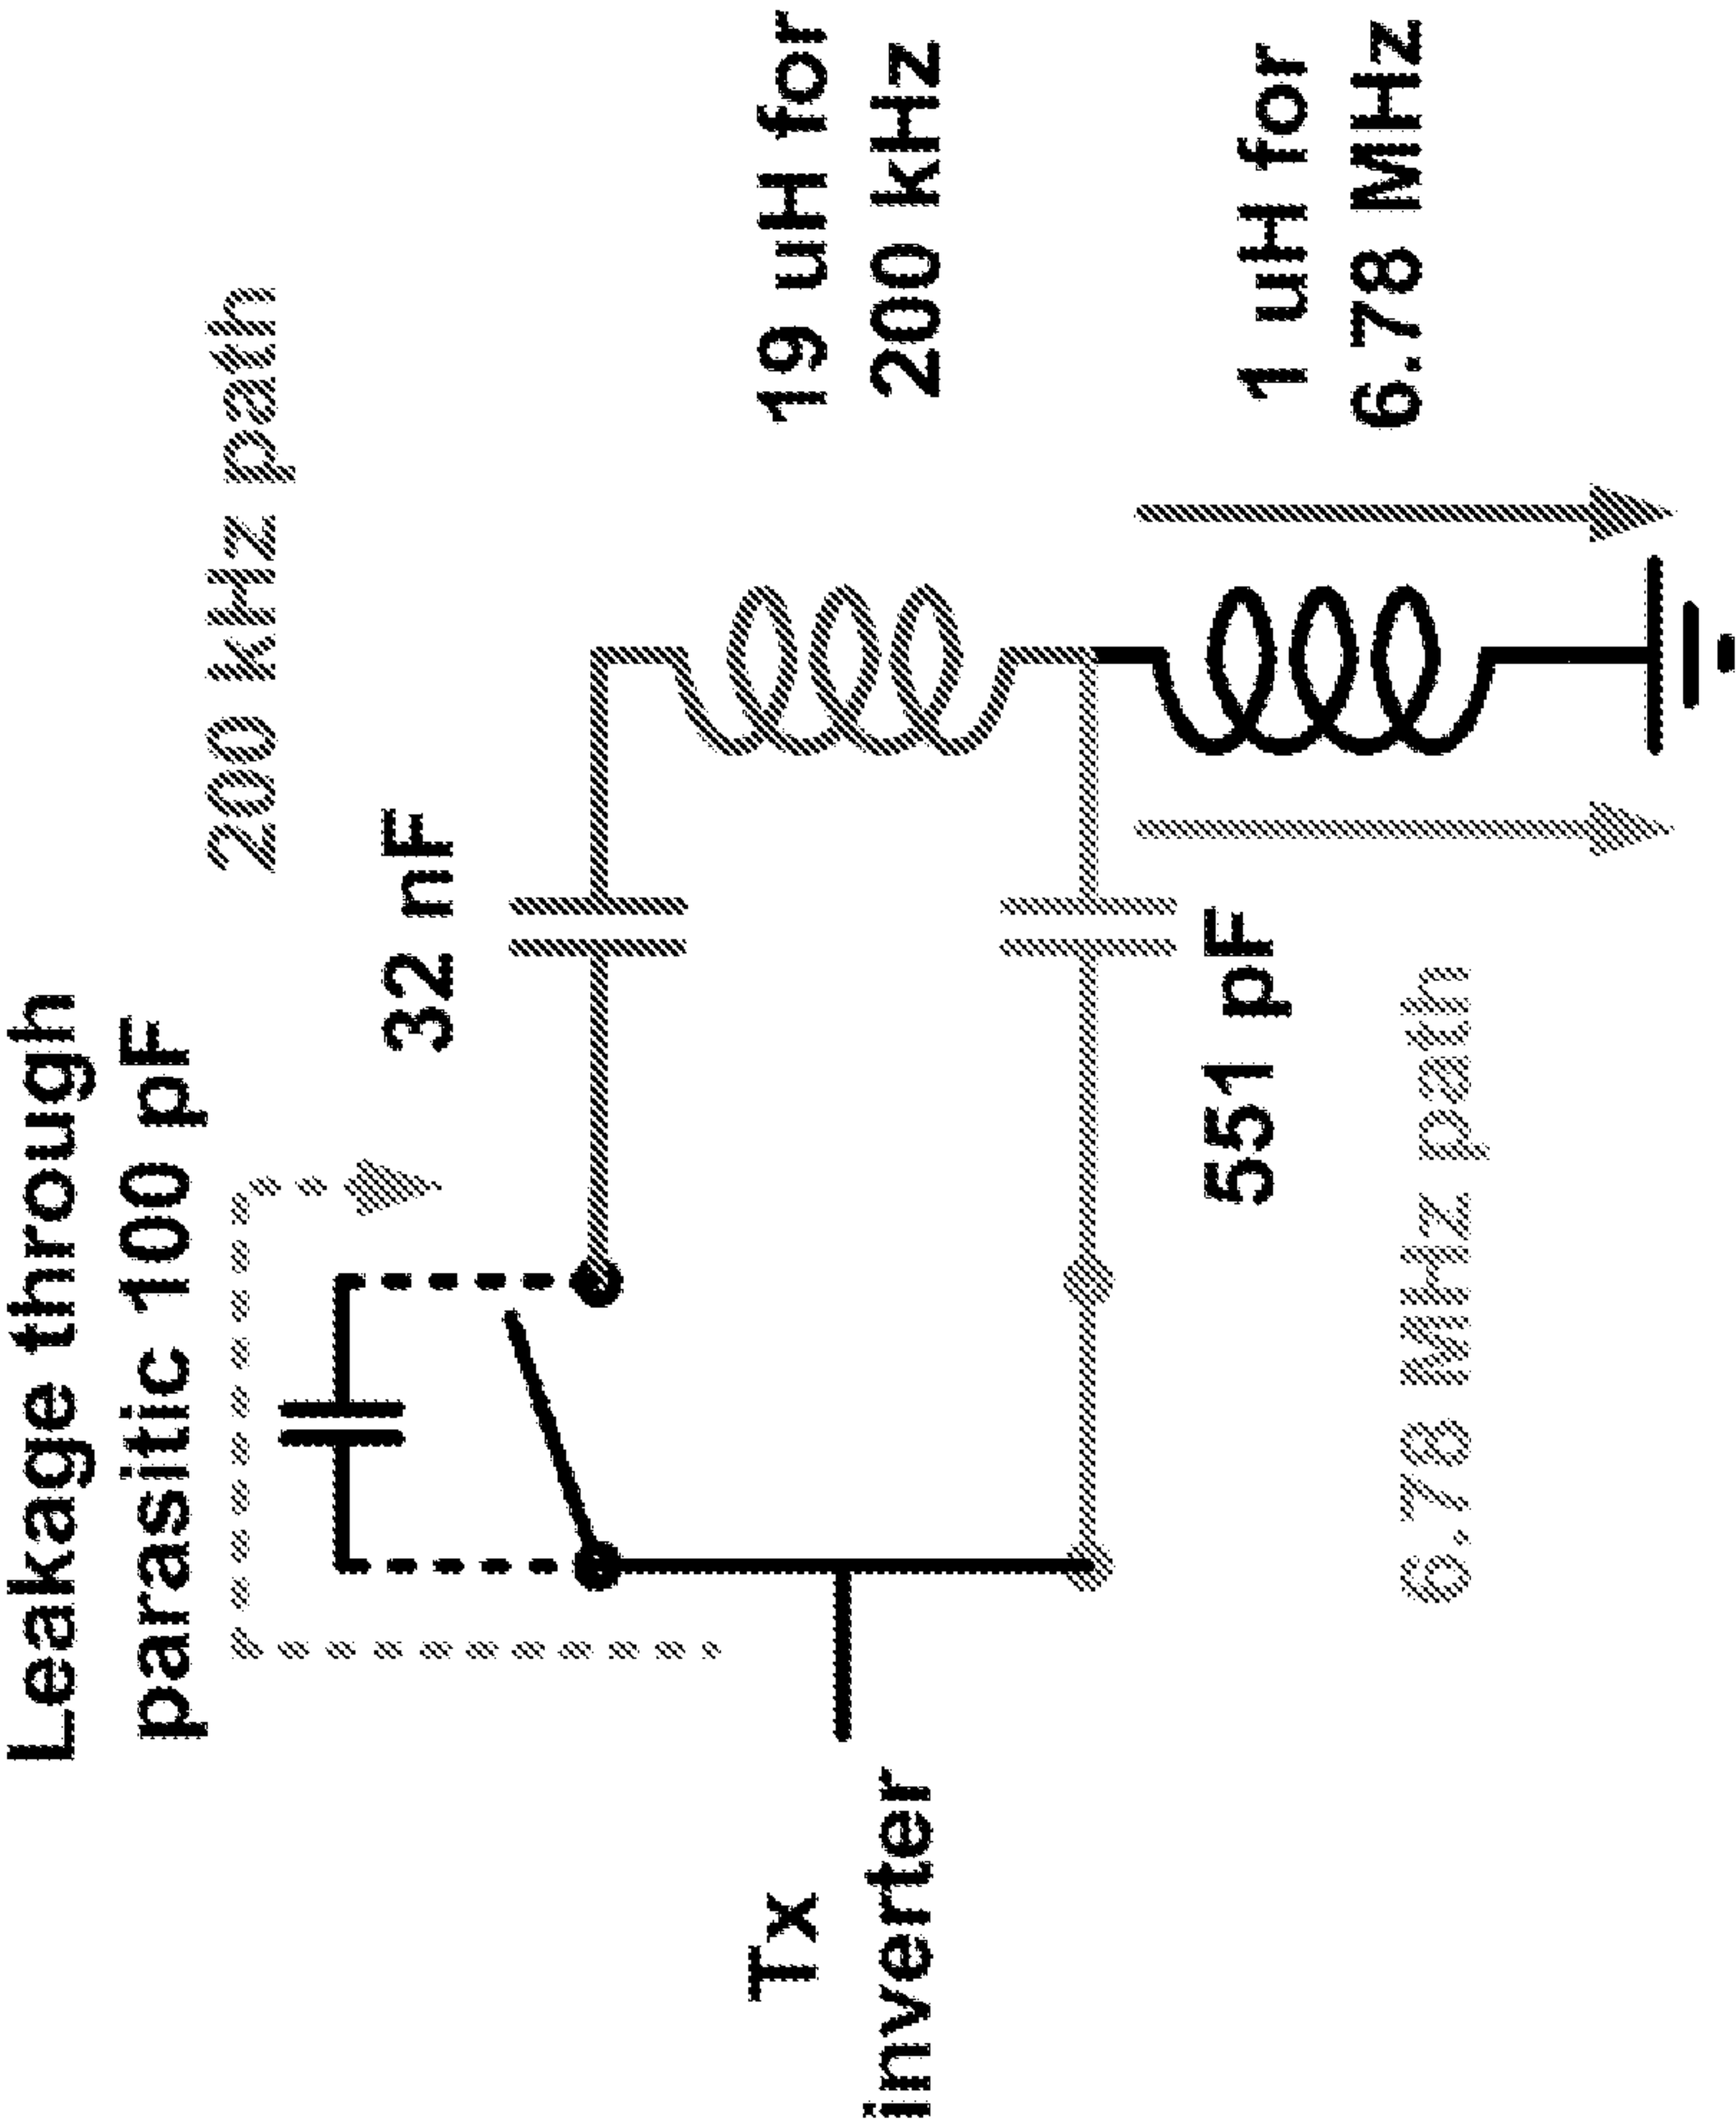 Leakage through
parasitic 100 pF
200 kHz path
32 nF
19 uH for
200 kHz
Tx
inverter
551 pF
1 uH for
6.78 MHz
6.78 MHz path